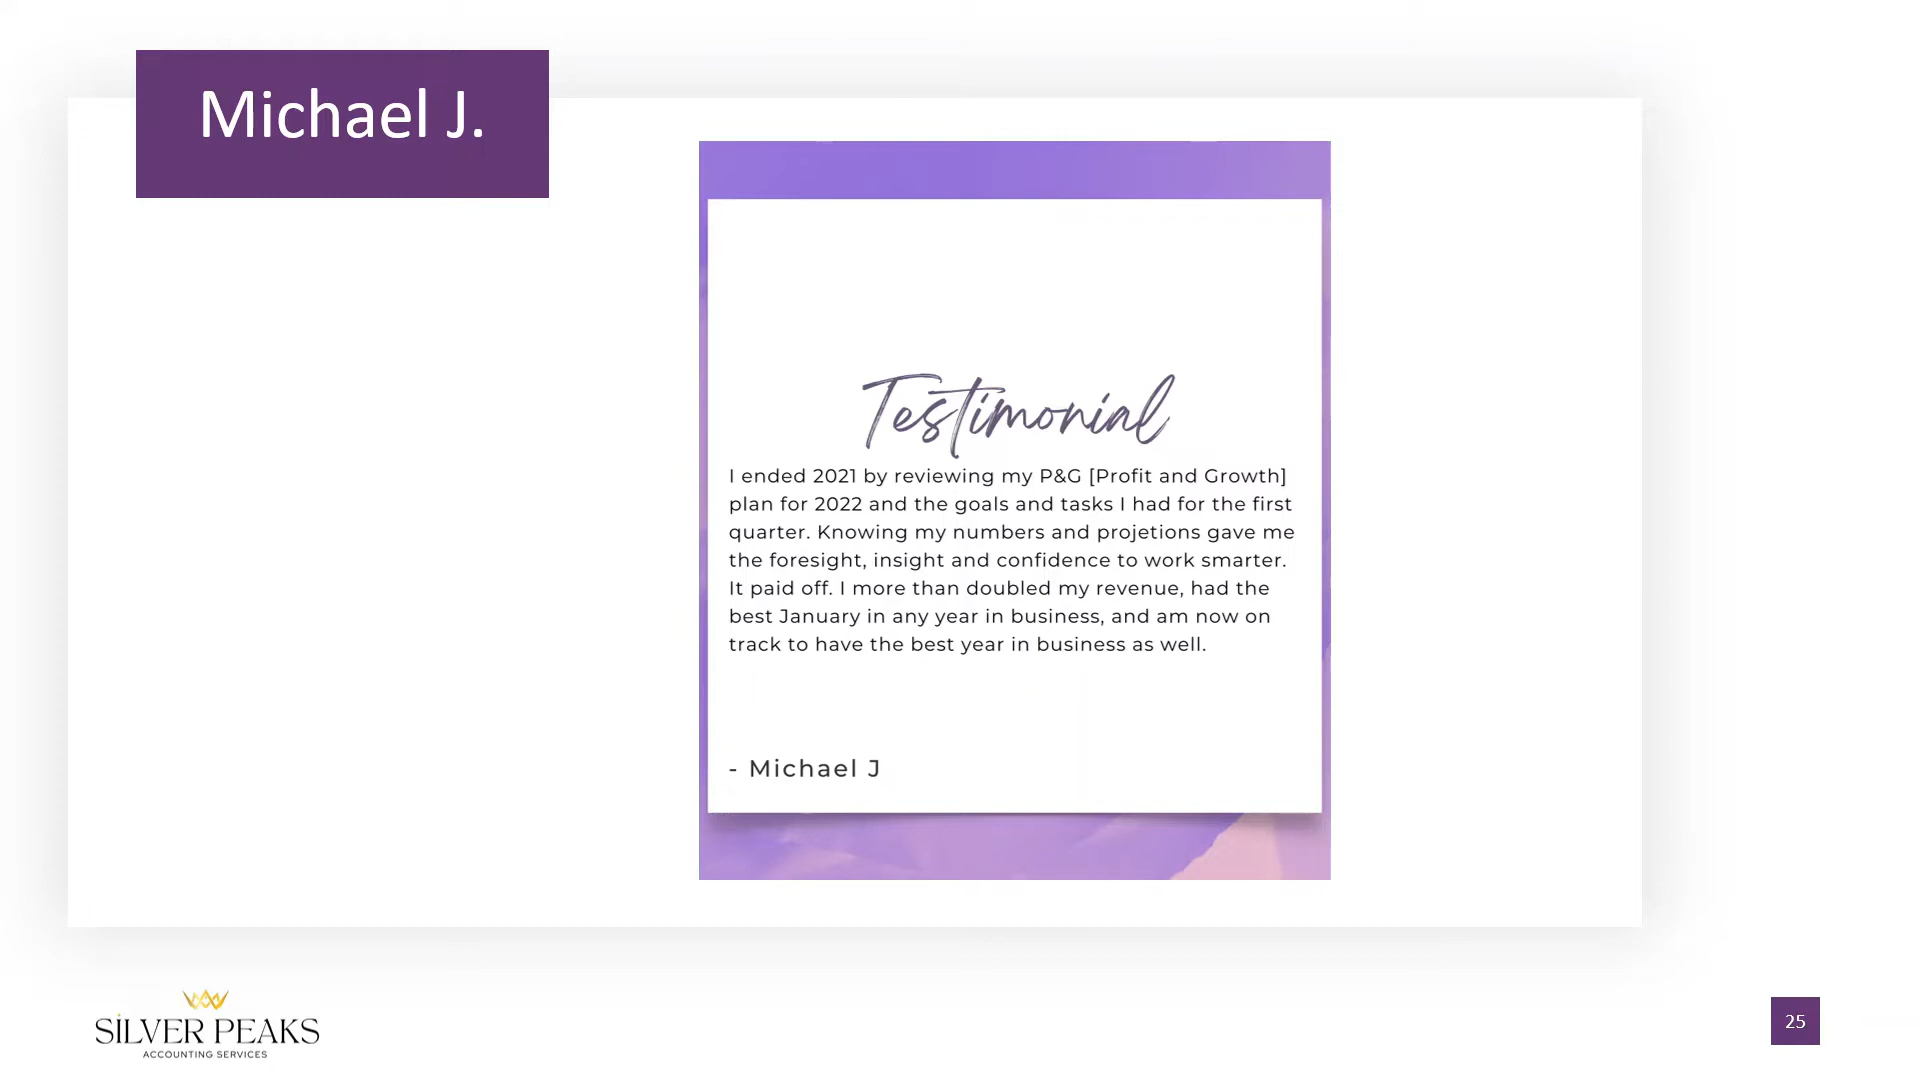 Michael J.
Testimonial
I ended 2021 by reviewing my P&G [Profit and Growth]
plan for 2022 and the goals and tasks I had for the first
quarter. Knowing my numbers and projetions gave me
the foresight, insight and confidence to work smarter.
It paid off. I more than doubled my revenue, had the
best January in any year in business, and am now on
track to have the best year in business as well.
- Michael J
SILVER PEAKS
ACCOUNTING SERVICES
25